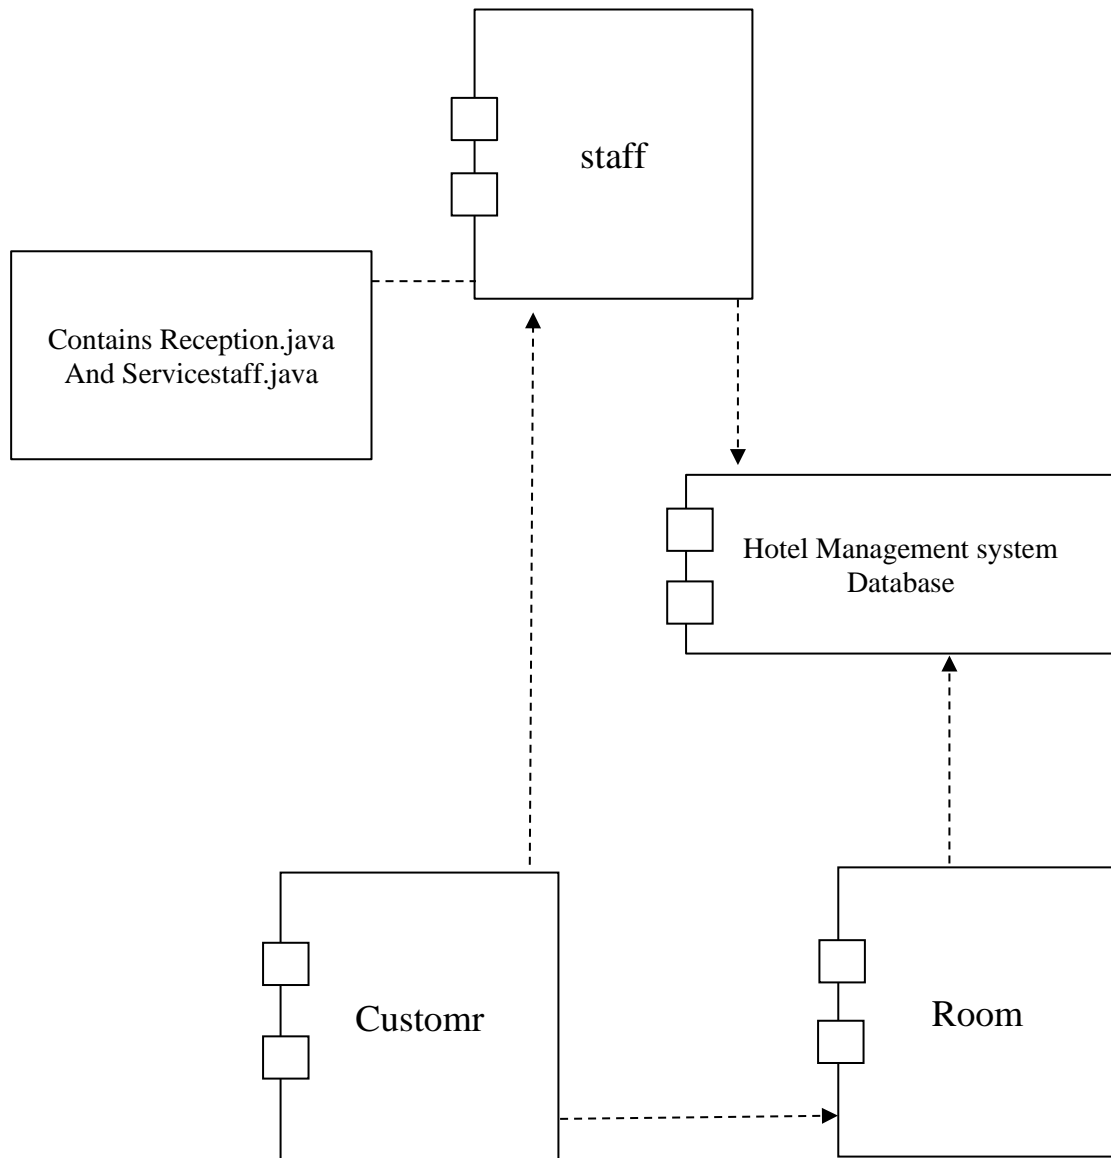 staff
Contains Reception.java
And Servicestaff.java
Hotel Management system
Database
Customr
Room